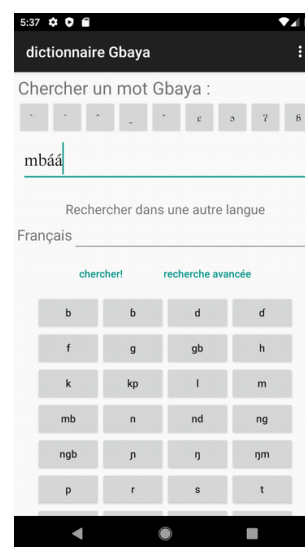 5:37
dictionnaire Gbaya
Chercher un mot Gbaya :
ɛ ɔ ʔ ɓ
mbáá
Rechercher dans une autre langue
Français
chercher! recherche avancée
b ɓ d ɗ
f g gb h
k kp l m
mb n nd ng
ngb ɲ ŋ ŋm
p r s t